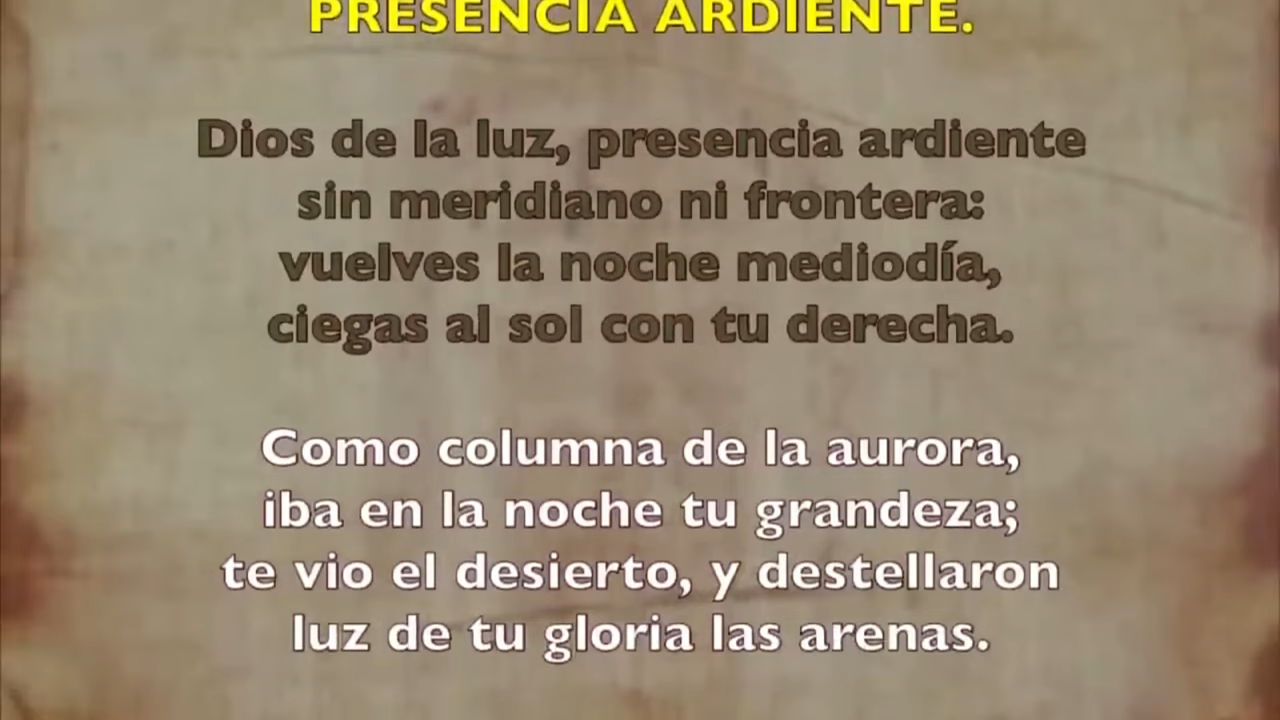 PRESENCIA ARDIENTE.
Dios de la luz, presencia ardiente
sin meridiano ni frontera:
vuelves la noche mediodía,
ciegas al sol con tu derecha.
Como columna de la aurora,
iba en la noche tu grandeza;
te vio el desierto, y destellaron
luz de tu gloria las arenas.